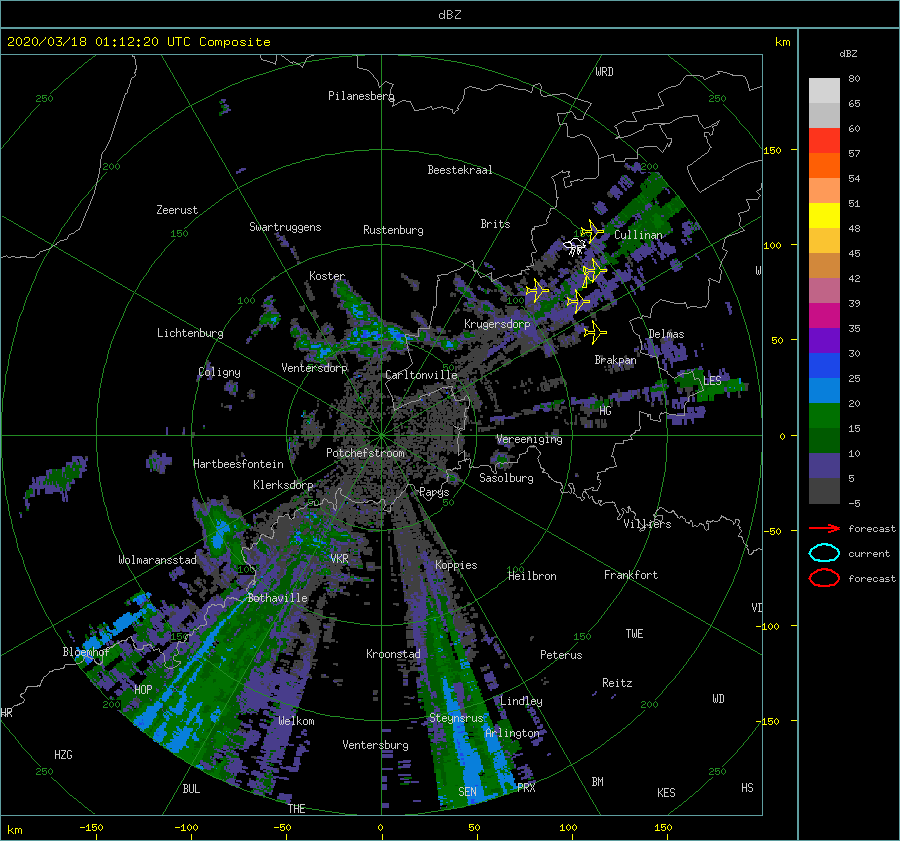 dBZ
2020/03/18 01:12:20 UTC Composite
km
dBZ
WRD
250
Pilanesberg
250
80
65
60
57
54
51
48
45
42
39
35
30
25
20
15
10
5
-5
150
200
Beestekraal
200
Zeerust
150
Swartruggens
Rustenburg
Brits
Cullinan
100
Koster
W
100
100
Lichtenburg
Krugersdorp
Delmas
50
Coligny
Ventersdorp
Carltonville
Brakpan
LES
HG
Vereeniging
0
Potchefstroom
Hartbeesfontein
Sasolburg
Klerksdorp
Parys
50
50
Villiers
-50
forecast
current
forecast
Wolmaransstad
VKR
Koppies
100
Heilbron
100
Frankfort
Bothaville
VD
-100
150
150
TWE
Bloemhof
Kroonstad
Peterus
HOP
Reitz
WD
200
Lindley
200
HR
Welkom
Steynsrus
-150
Arlington
HZG
Ventersburg
250
250
BUL
SEN
PRX
BM
KES
HS
THE
km
-150
-100
-50
0
50
100
150